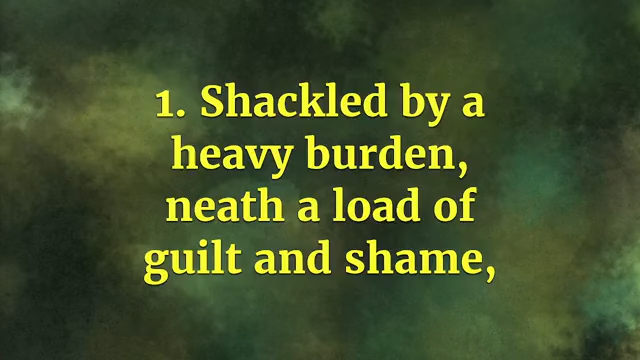 1. Shackled by a
heavy burden,
neath a load of
guilt and shame,